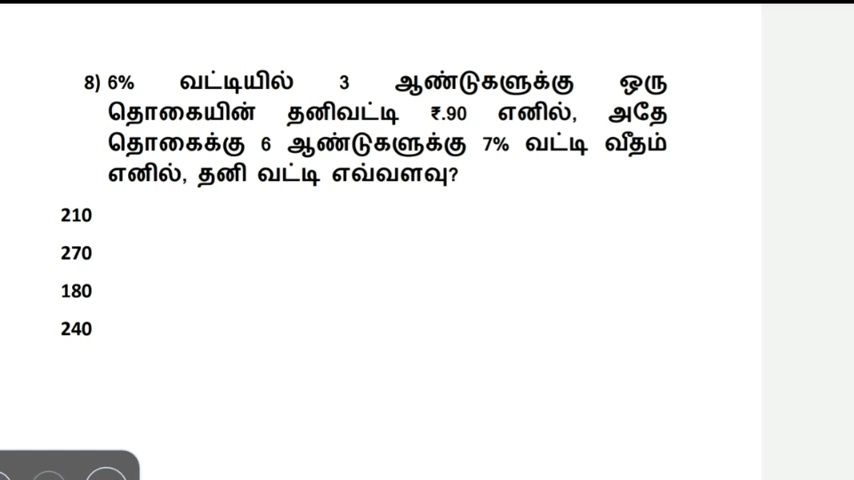 8) 6% வட்டியில் 3 ஆண்டுகளுக்கு ஒரு
தொகையின் தனிவட்டி ₹.90 எனில், அதே
தொகைக்கு 6 ஆண்டுகளுக்கு 7% வட்டி வீதம்
எனில், தனி வட்டி எவ்வளவு?
210
270
180
240